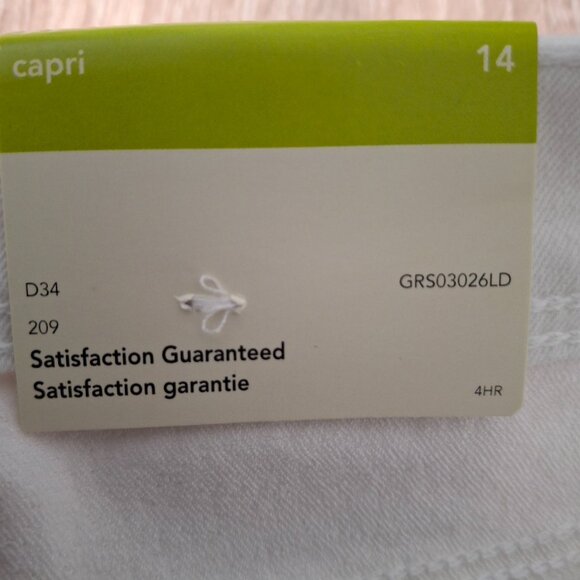 capri 14
D34 GRS03026LD
209
Satisfaction Guaranteed
Satisfaction garantie
4HR